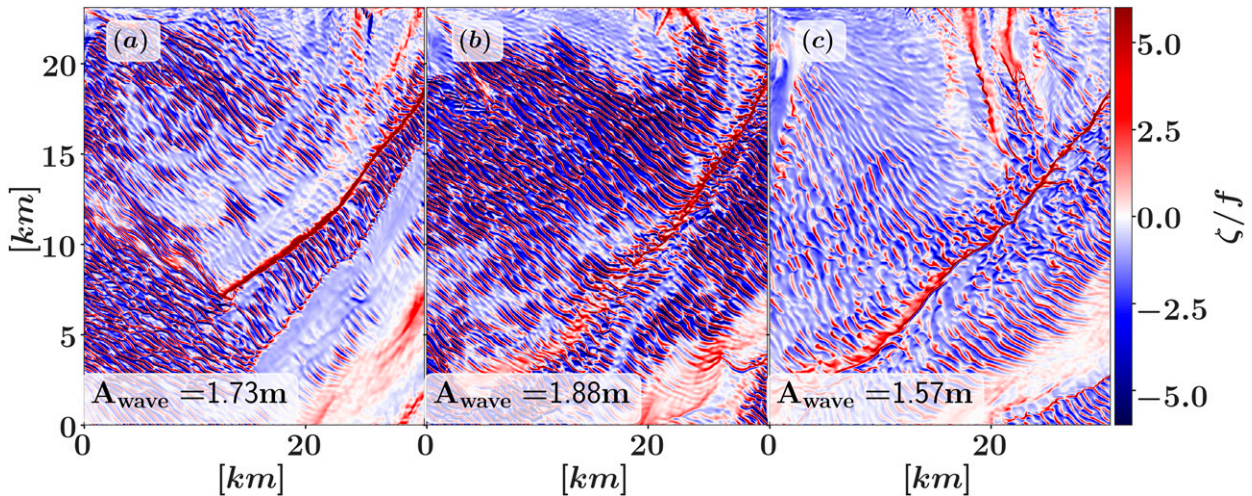 (a)
(b)
(c)
20
15
10
5
0
[km]
A_wave =1.73m
A_wave =1.88m
A_wave =1.57m
0
20
0
20
0
20
[km]
[km]
[km]
5.0
2.5
0.0
−2.5
−5.0
ζ/f